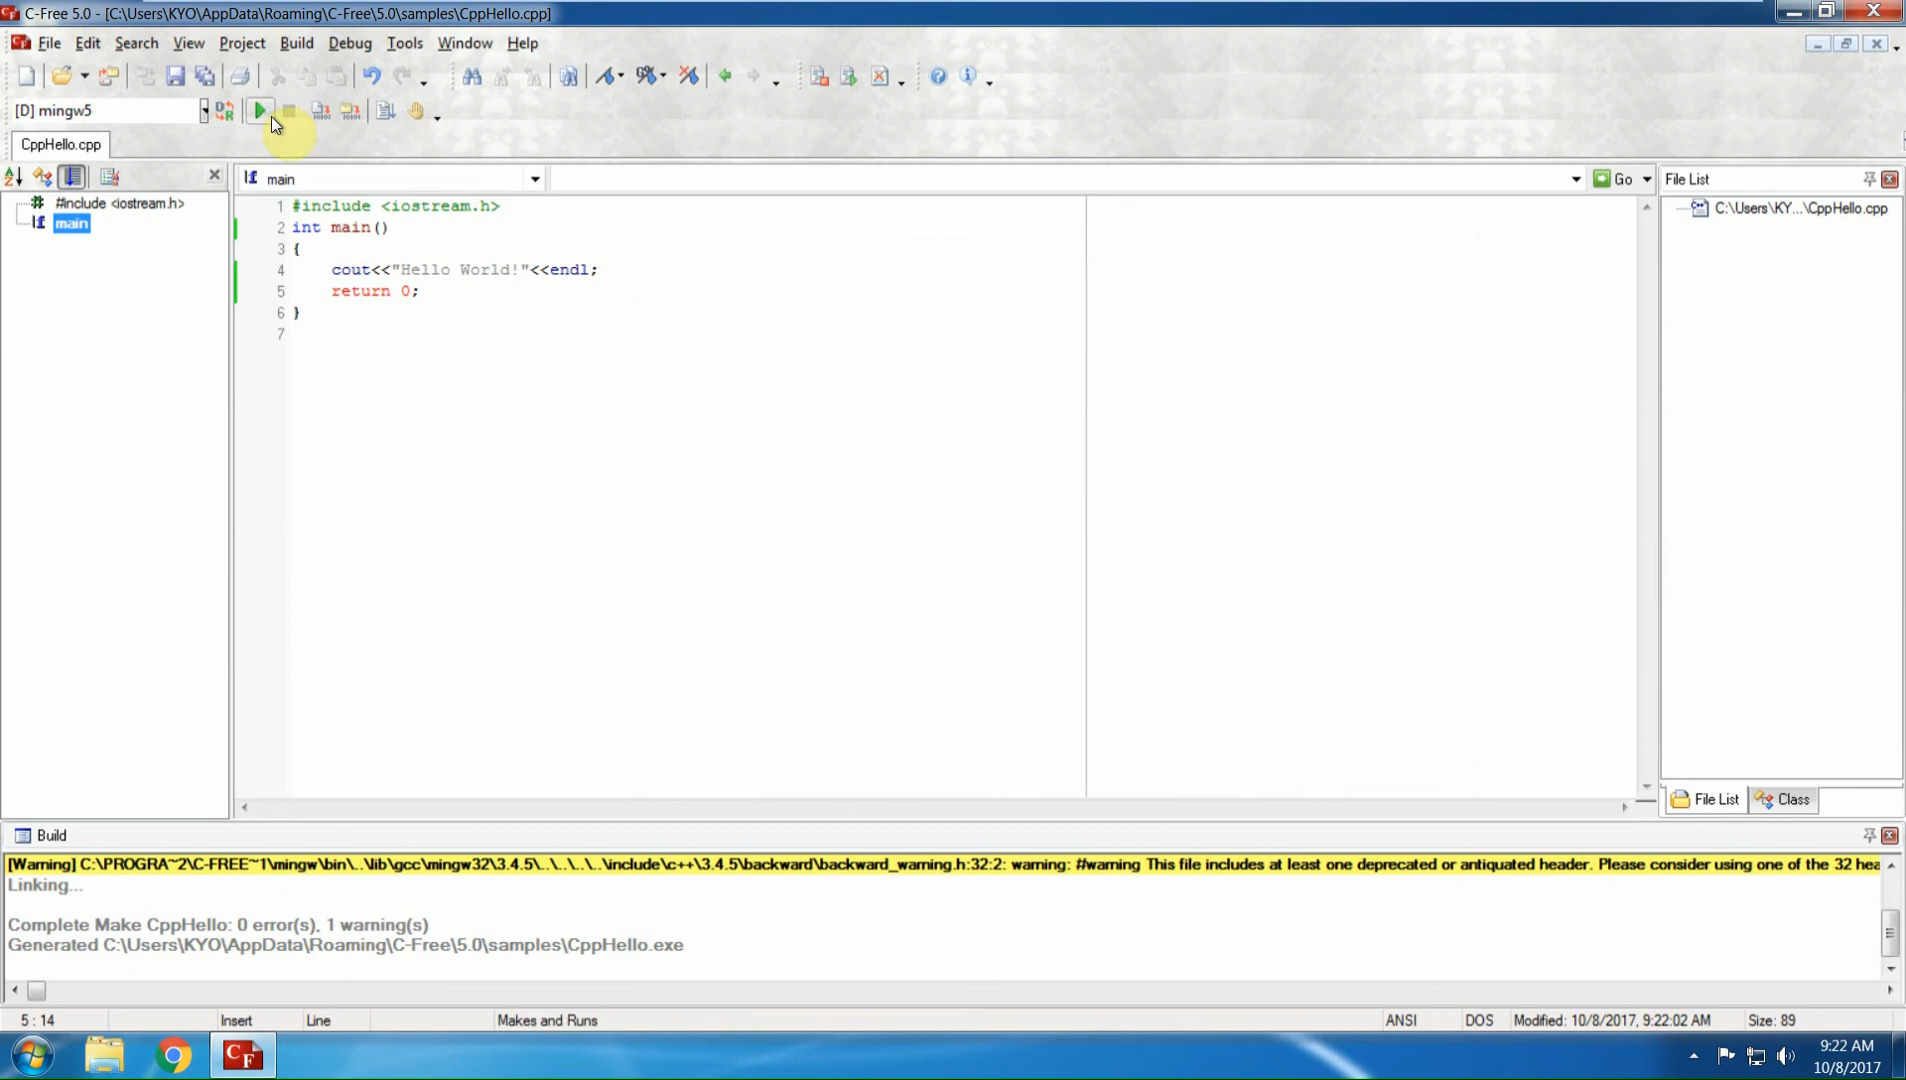 C-Free 5.0 - [C:\Users\KYO\AppData\Roaming\C-Free\5.0\samples\CppHello.cpp]
File Edit Search View Project Build Debug Tools Window Help
[D] mingw5
CppHello.cpp
main
Go
File List
#include <iostream.h>
main
C:\Users\KY...\CppHello.cpp
1 #include <iostream.h>
2 int main()
3 {
4 cout<<"Hello World!"<<endl;
5 return 0;
6 }
7
File List
Class
Build
[Warning] C:\PROGRA~2\C-FREE~1\mingw\bin\..\lib\gcc\mingw32\3.4.5\..\..\..\..\include\c++\3.4.5\backward\backward_warning.h:32:2: warning: #warning This file includes at least one deprecated or antiquated header. Please consider using one of the 32 hea
Linking...
Complete Make CppHello: 0 error(s), 1 warning(s)
Generated C:\Users\KYO\AppData\Roaming\C-Free\5.0\samples\CppHello.exe
5 : 14 Insert Line Makes and Runs ANSI DOS Modified: 10/8/2017, 9:22:02 AM Size: 89
CF
9:22 AM
10/8/2017